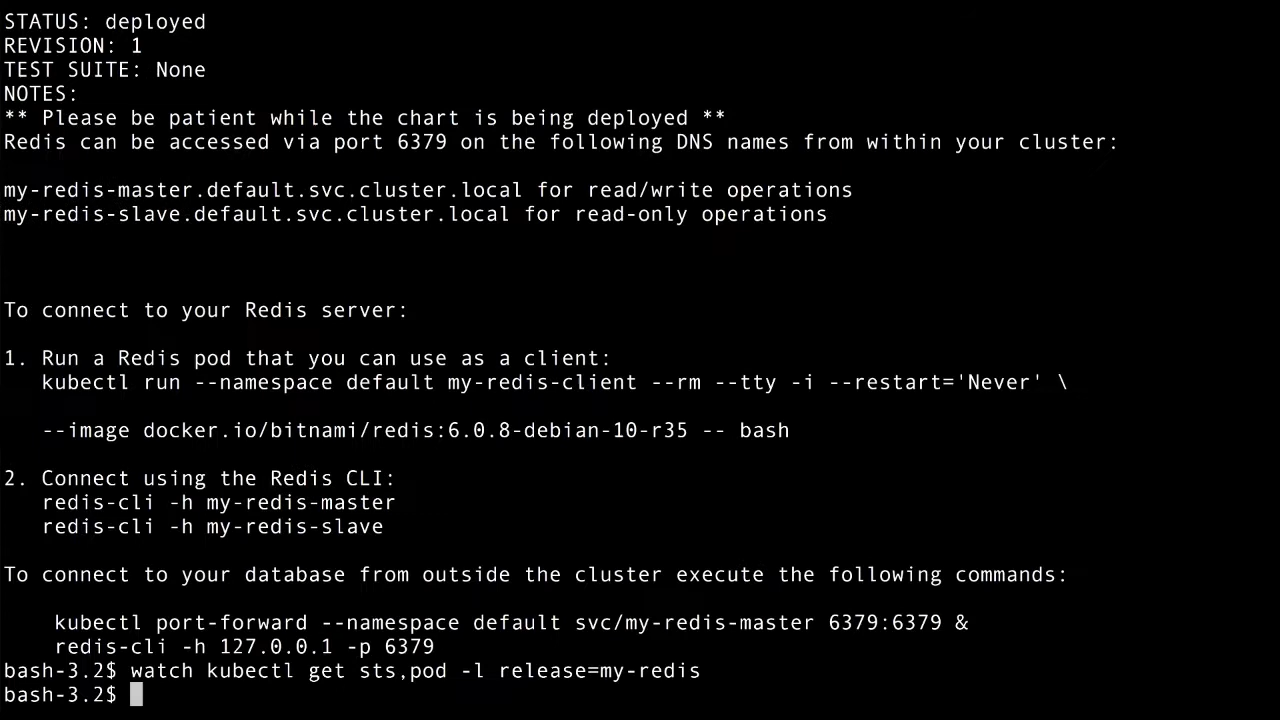 STATUS: deployed
REVISION: 1
TEST SUITE: None
NOTES:
** Please be patient while the chart is being deployed **
Redis can be accessed via port 6379 on the following DNS names from within your cluster:
my-redis-master.default.svc.cluster.local for read/write operations
my-redis-slave.default.svc.cluster.local for read-only operations
To connect to your Redis server:
1. Run a Redis pod that you can use as a client:
kubectl run --namespace default my-redis-client --rm --tty -i --restart='Never' \
--image docker.io/bitnami/redis:6.0.8-debian-10-r35 -- bash
2. Connect using the Redis CLI:
redis-cli -h my-redis-master
redis-cli -h my-redis-slave
To connect to your database from outside the cluster execute the following commands:
kubectl port-forward --namespace default svc/my-redis-master 6379:6379 &
redis-cli -h 127.0.0.1 -p 6379
bash-3.2$ watch kubectl get sts,pod -l release=my-redis
bash-3.2$